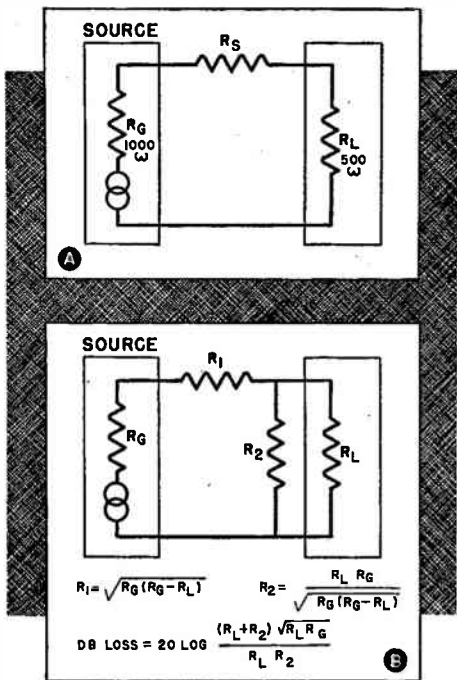 SOURCE
RS
RG
1000
ω
RL
500
ω
A
SOURCE
R1
RG
R2
RL
R1= √RG(RG-RL)
R2= RL RG / √RG(RG-RL)
DB LOSS = 20 LOG (RL+R2) √RLRG / RL R2
B